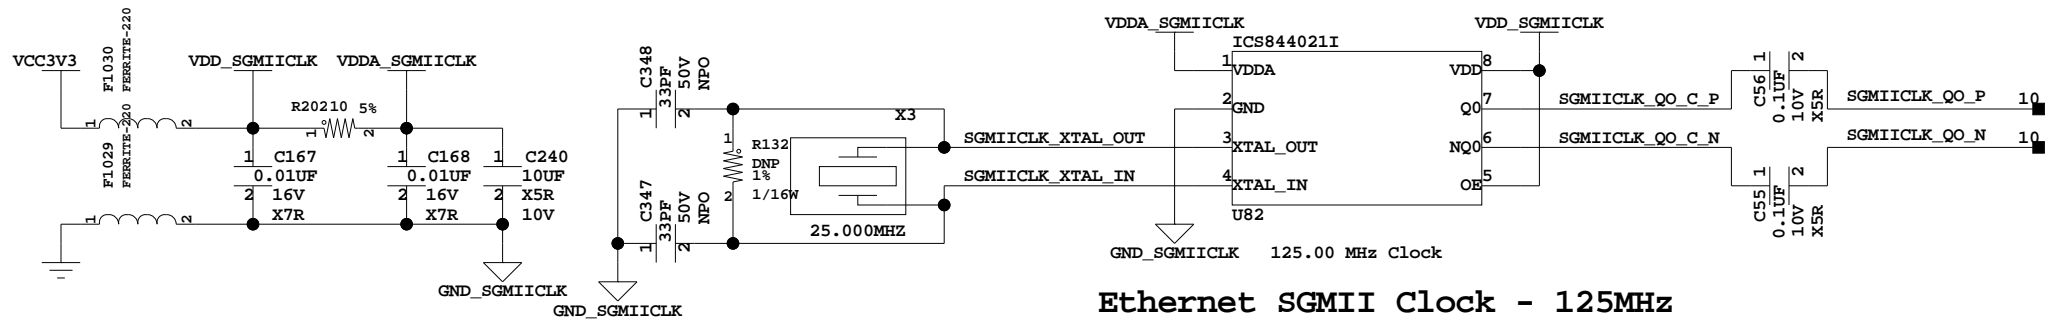 VCC3V3
F1030
FERRITE-220
F1029
FERRITE-220
1
2
1
2
VDD_SGMIICLK
VDDA_SGMIICLK
R20210 5%
1
2
1 C167
0.01UF
2 16V
X7R
1 C168
0.01UF
2 16V
X7R
1 C240
10UF
2 X5R
10V
GND_SGMIICLK
C348
33PF
50V
NPO
1
2
C347
33PF
50V
NPO
1
2
GND_SGMIICLK
1
R132
DNP
1%
2 1/16W
X3
25.000MHZ
SGMIICLK_XTAL_OUT
SGMIICLK_XTAL_IN
VDDA_SGMIICLK
GND_SGMIICLK
ICS844021I
1 VDDA
2 GND
3 XTAL_OUT
4 XTAL_IN
VDD 8
Q0 7
NQ0 6
OE 5
U82
125.00 MHz Clock
VDD_SGMIICLK
SGMIICLK_QO_C_P
SGMIICLK_QO_C_N
C56
0.1UF
10V
X5R
1
2
C55
0.1UF
10V
X5R
1
2
SGMIICLK_QO_P
10
SGMIICLK_QO_N
10
Ethernet SGMII Clock - 125MHz